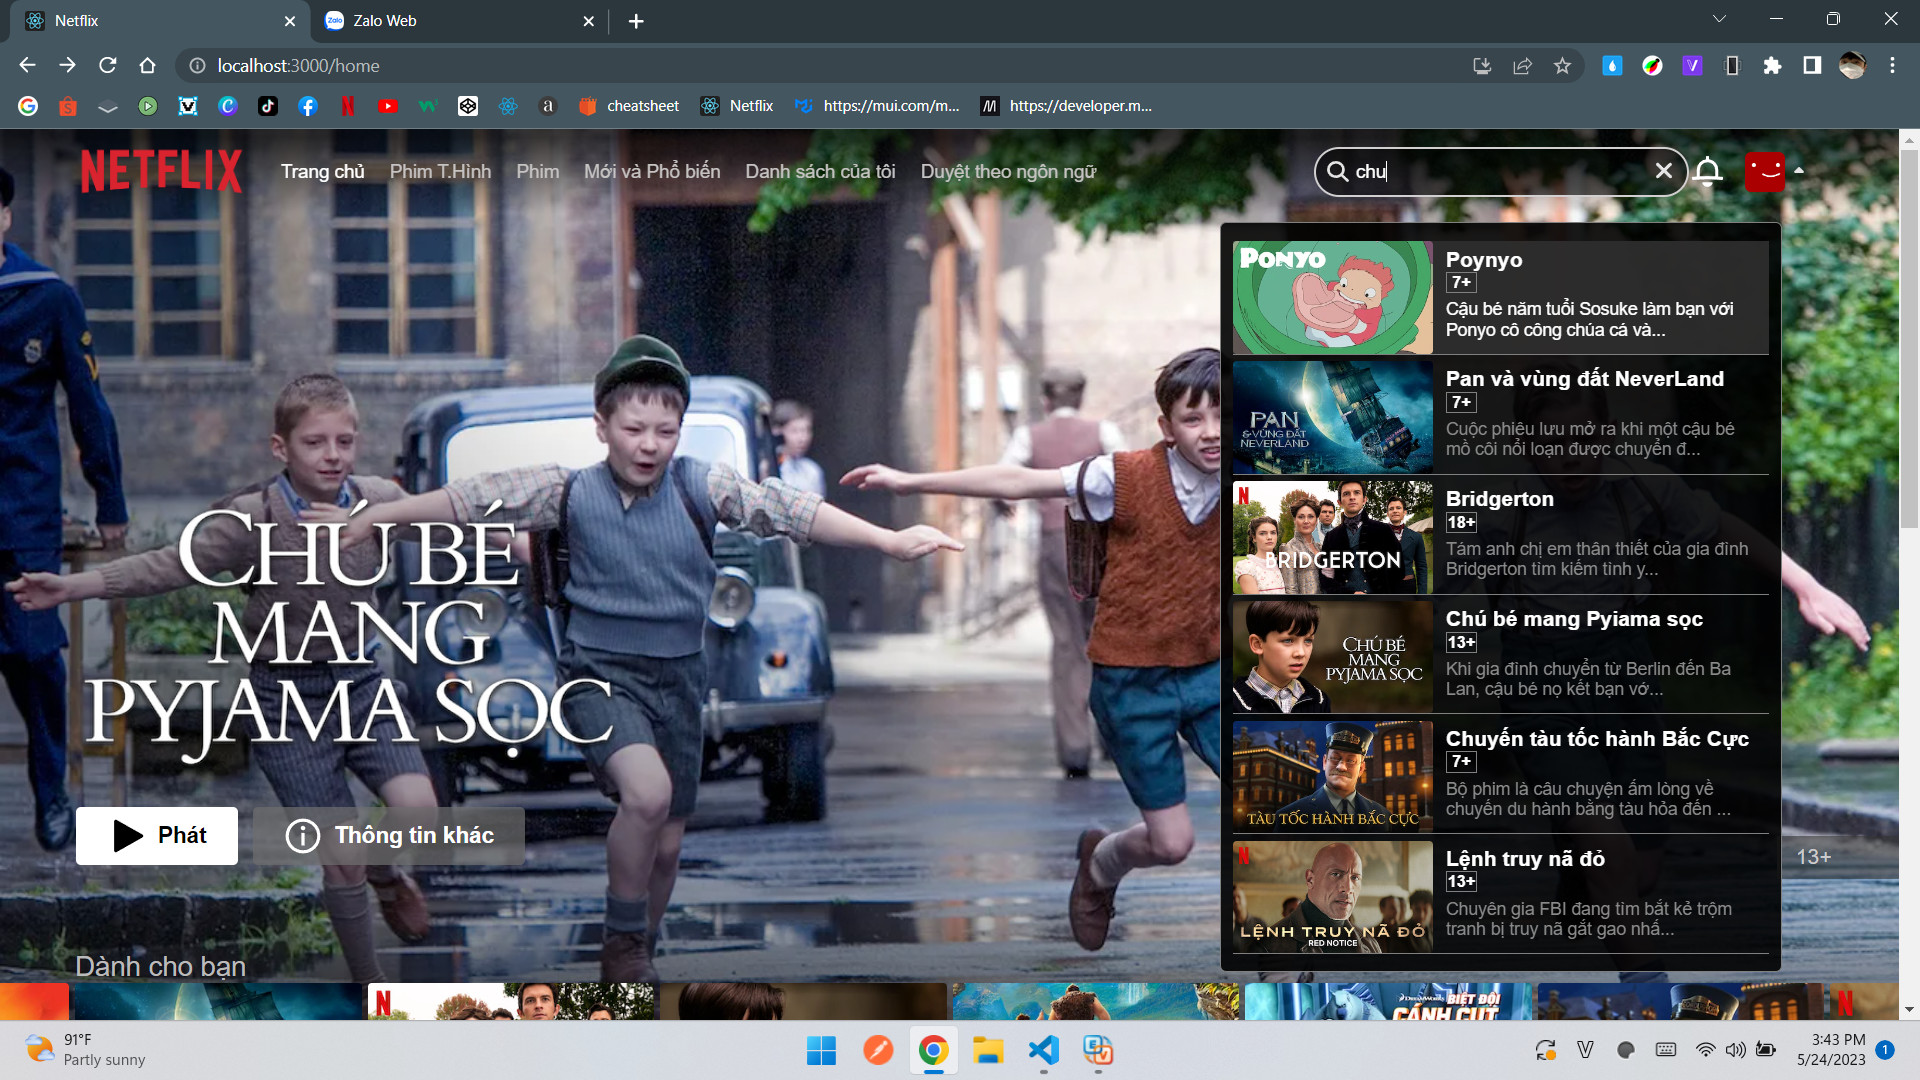 Netflix
Zalo Web
localhost:3000/home
cheatsheet
Netflix
https://mui.com/m...
https://developer.m...
NETFLIX
Trang chủ
Phim T.Hình
Phim
Mới và Phổ biến
Danh sách của tôi
Duyệt theo ngôn ngữ
chu
PONYO
Poynyo
7+
Cậu bé năm tuổi Sosuke làm bạn với
Ponyo cô công chúa cá và...
PAN
& VÙNG ĐẤT
NEVERLAND
Pan và vùng đất NeverLand
7+
Cuộc phiêu lưu mở ra khi một cậu bé
mồ côi nổi loạn được chuyển đ...
N
BRIDGERTON
Bridgerton
18+
Tám anh chị em thân thiết của gia đình
Bridgerton tìm kiếm tình y...
CHÚ BÉ
MANG
PYJAMA SỌC
Chú bé mang Pyiama sọc
13+
Khi gia đình chuyển từ Berlin đến Ba
Lan, cậu bé nọ kết bạn vớ...
TÀU TỐC HÀNH BẮC CỰC
Chuyến tàu tốc hành Bắc Cực
7+
Bộ phim là câu chuyện ấm lòng về
chuyến du hành bằng tàu hỏa đến ...
N
LỆNH TRUY NÃ ĐỎ
RED NOTICE
Lệnh truy nã đỏ
13+
Chuyên gia FBI đang tìm bắt kẻ trộm
tranh bị truy nã gắt gao nhấ...
CHÚ BÉ
MANG
PYJAMA SỌC
Phát
Thông tin khác
13+
Dành cho bạn
N
DREAMWORKS
BIỆT ĐỘI
CÁNH CỤT
N
91°F
Partly sunny
3:43 PM
5/24/2023
1